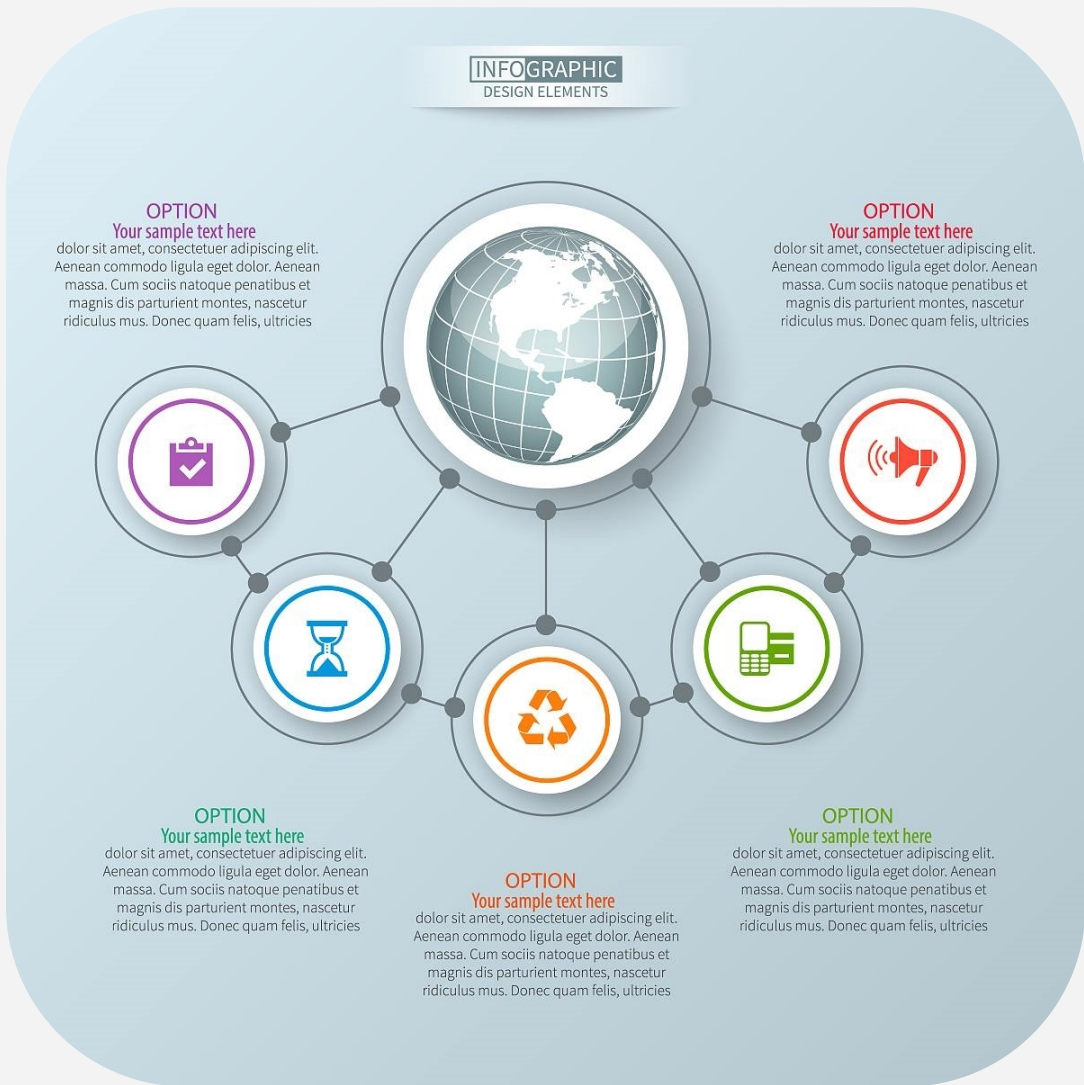 INFOGRAPHIC
DESIGN ELEMENTS
OPTION
Your sample text here
dolor sit amet, consectetuer adipiscing elit.
Aenean commodo ligula eget dolor. Aenean
massa. Cum sociis natoque penatibus et
magnis dis parturient montes, nascetur
ridiculus mus. Donec quam felis, ultricies
OPTION
Your sample text here
dolor sit amet, consectetuer adipiscing elit.
Aenean commodo ligula eget dolor. Aenean
massa. Cum sociis natoque penatibus et
magnis dis parturient montes, nascetur
ridiculus mus. Donec quam felis, ultricies
OPTION
Your sample text here
dolor sit amet, consectetuer adipiscing elit.
Aenean commodo ligula eget dolor. Aenean
massa. Cum sociis natoque penatibus et
magnis dis parturient montes, nascetur
ridiculus mus. Donec quam felis, ultricies
OPTION
Your sample text here
dolor sit amet, consectetuer adipiscing elit.
Aenean commodo ligula eget dolor. Aenean
massa. Cum sociis natoque penatibus et
magnis dis parturient montes, nascetur
ridiculus mus. Donec quam felis, ultricies
OPTION
Your sample text here
dolor sit amet, consectetuer adipiscing elit.
Aenean commodo ligula eget dolor. Aenean
massa. Cum sociis natoque penatibus et
magnis dis parturient montes, nascetur
ridiculus mus. Donec quam felis, ultricies